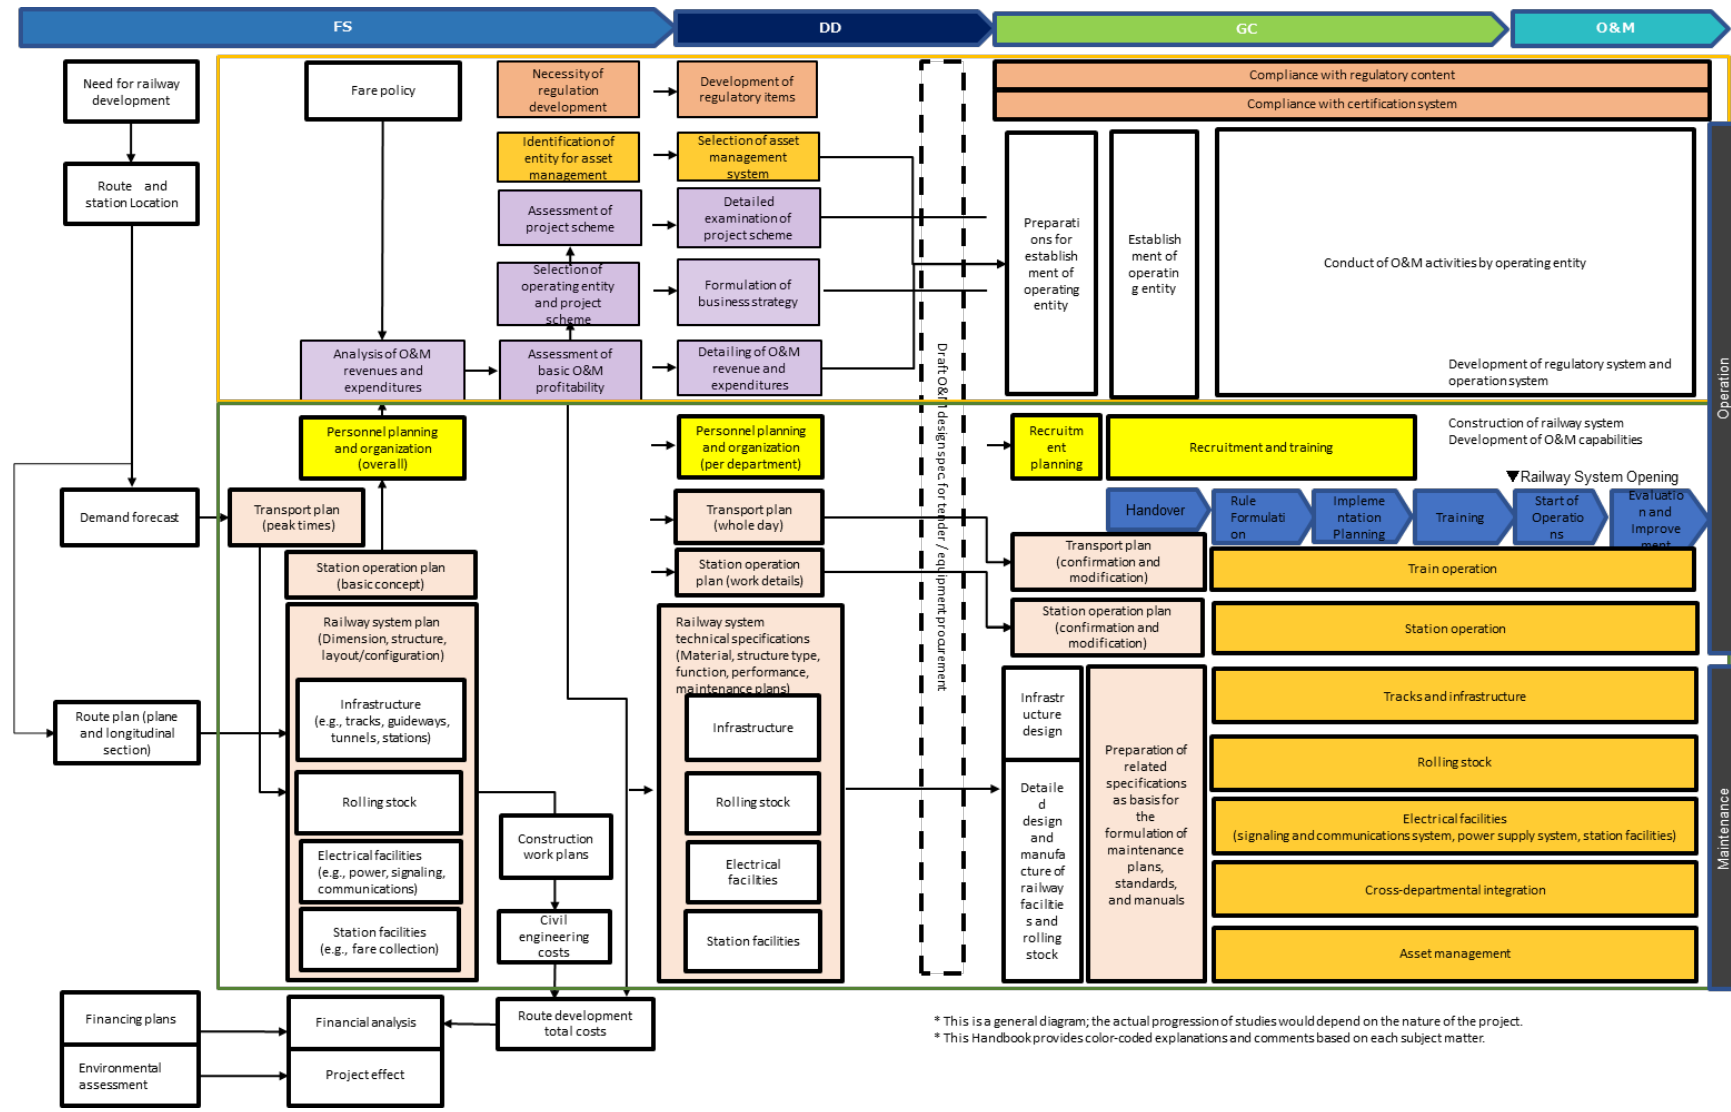 FS
DD
GC
O&M
Need for railway
development
Fare policy
Necessity of
regulation
development
Development of
regulatory items
Compliance with regulatory content
Compliance with certification system
Identification of
entity for asset
management
Selection of asset
management
system
Route and
station Location
Assessment of
project scheme
Detailed
examination of
project scheme
Preparati
ons for
establish
ment of
operating
entity
Establish
ment of
operatin
g entity
Conduct of O&M activities by operating entity
Selection of
operating entity
and project
scheme
Formulation of
business strategy
Analysis of O&M
revenues and
expenditures
Assessment of
basic O&M
profitability
Detailing of O&M
revenue and
expenditures
Development of regulatory system and
operation system
Draft O&M design spec. for tender / equipment procurement
Operation
Personnel planning
and organization
(overall)
Personnel planning
and organization
(per department)
Recruitm
ent
planning
Recruitment and training
Construction of railway system
Development of O&M capabilities
▼Railway System Opening
Demand forecast
Transport plan
(peak times)
Transport plan
(whole day)
Handover
Rule
Formulati
on
Impleme
ntation
Planning
Training
Start of
Operatio
ns
Evaluatio
n and
Improve
ment
Station operation plan
(basic concept)
Station operation
plan (work details)
Transport plan
(confirmation and
modification)
Train operation
Station operation plan
(confirmation and
modification)
Station operation
Railway system plan
(Dimension, structure,
layout/configuration)
Railway system
technical specifications
(Material, structure type,
function, performance,
maintenance plans)
Route plan (plane
and longitudinal
section)
Infrastructure
(e.g., tracks, guideways,
tunnels, stations)
Infrastructure
Infrastr
ucture
design
Preparation of
related
specifications
as basis for
the
formulation of
maintenance
plans,
standards,
and manuals
Tracks and infrastructure
Maintenance
Rolling stock
Rolling stock
Detaile
d
design
and
manufa
cture of
railway
facilitie
s and
rolling
stock
Rolling stock
Construction
work plans
Electrical facilities
(e.g., power, signaling,
communications)
Electrical
facilities
Electrical facilities
(signaling and communications system, power supply system, station facilities)
Cross-departmental integration
Civil
engineering
costs
Station facilities
(e.g., fare collection)
Station facilities
Asset management
Financing plans
Financial analysis
Route development
total costs
Environmental
assessment
Project effect
* This is a general diagram; the actual progression of studies would depend on the nature of the project.
* This Handbook provides color-coded explanations and comments based on each subject matter.